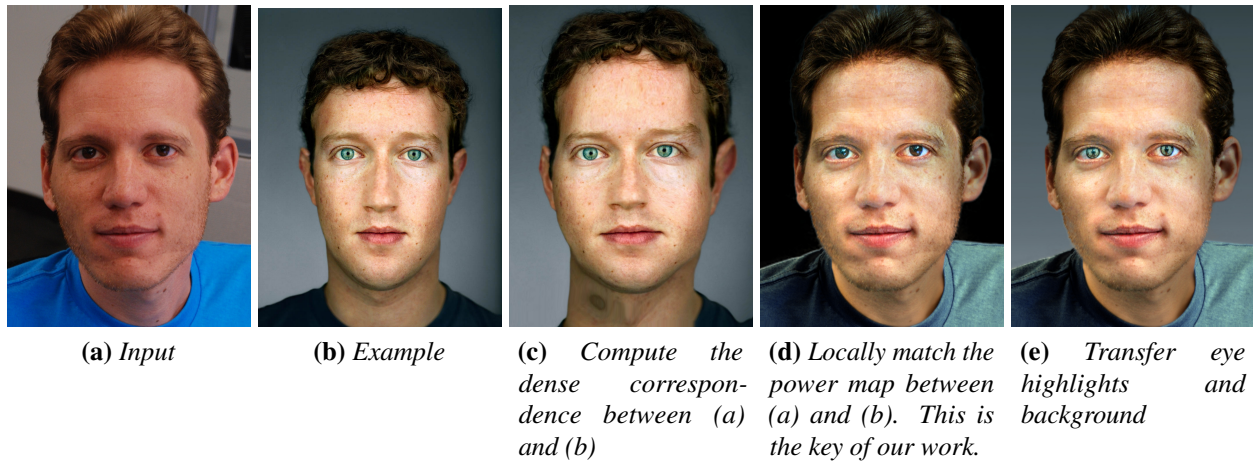 (a) Input
(b) Example
(c) Compute the
dense correspon-
dence between (a)
and (b)
(d) Locally match the
power map between
(a) and (b). This is
the key of our work.
(e) Transfer eye
highlights and
background